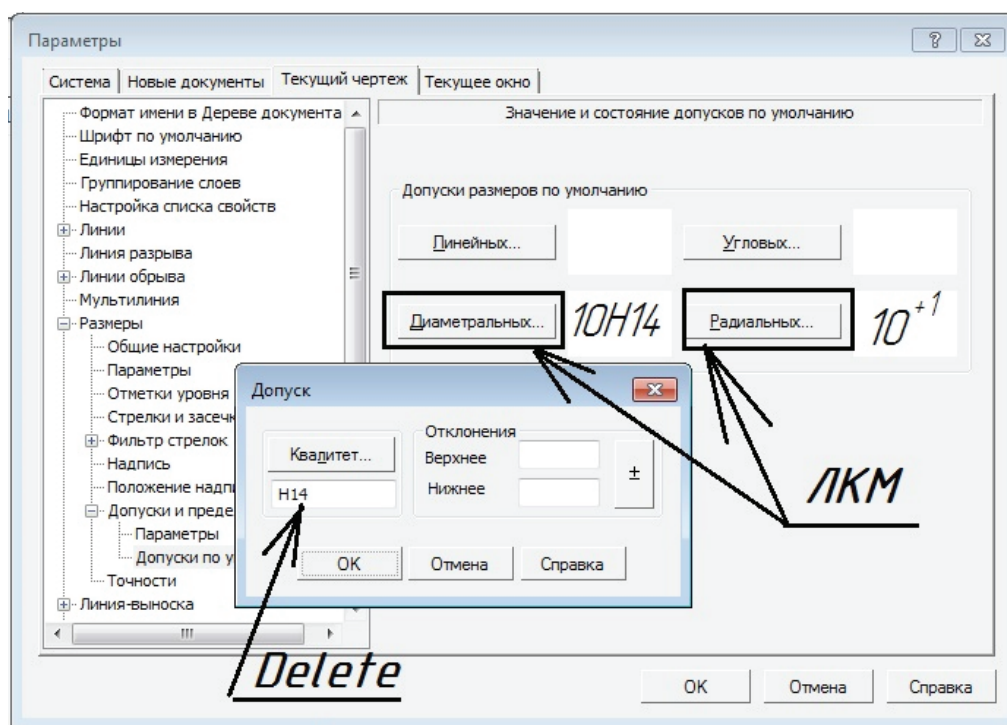 Параметры
Система
Новые документы
Текущий чертеж
Текущее окно
Формат имени в Дереве документа
Шрифт по умолчанию
Единицы измерения
Группирование слоев
Настройка списка свойств
Линии
Линия разрыва
Линии обрыва
Мультилиния
Размеры
Общие настройки
Параметры
Отметки уровня
Стрелки и засечк
Фильтр стрелок
Надпись
Положение надпи
Допуски и преде
Параметры
Допуски по у
Точности
Линия-выноска
Значение и состояние допусков по умолчанию
Допуски размеров по умолчанию
Линейных...
Угловых...
Диаметральных...
10H14
Радиальных...
10+1
Допуск
Квалитет...
H14
Отклонения
Верхнее
Нижнее
±
ОК
Отмена
Справка
ЛКМ
Delete
ОК
Отмена
Справка